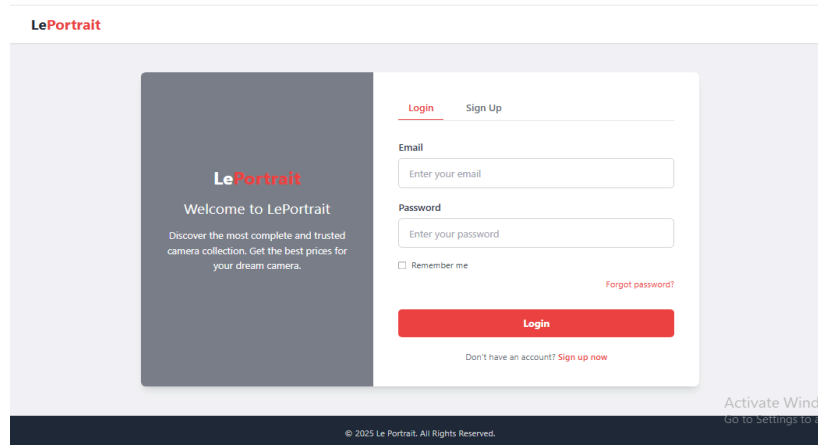 LePortrait
Login
Sign Up
Email
Enter your email
LePortrait
Welcome to LePortrait
Discover the most complete and trusted
camera collection. Get the best prices for
your dream camera.
Password
Enter your password
Remember me
Forgot password?
Login
Don't have an account? Sign up now
Activate Wind
Go to Settings to a
© 2025 Le Portrait. All Rights Reserved.